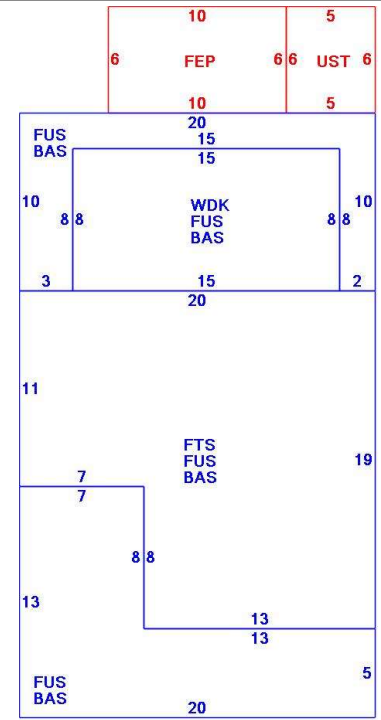 10 5
6 FEP 6 6 UST 6
10 5
20
FUS 15
BAS 15
10 WDK 10
8 8 FUS 8 8
BAS
3 15 2
20
11
FTS
FUS 19
BAS
7
7
8 8
13
13
13
5
FUS
BAS 20